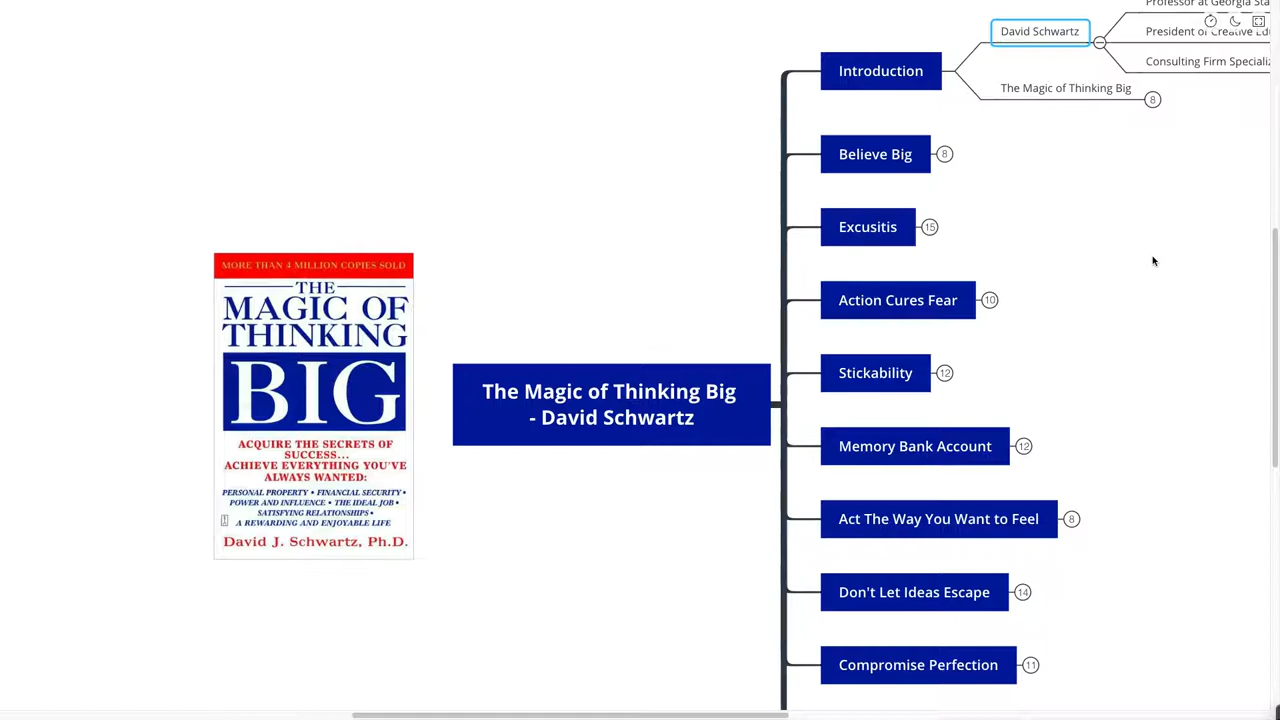 Professor at Georgia Sta
David Schwartz
President of Creative Edu
Introduction
Consulting Firm Specializ
The Magic of Thinking Big
8
Believe Big
8
Excusitis
15
MORE THAN 4 MILLION COPIES SOLD
THE
MAGIC OF
THINKING
BIG
ACQUIRE THE SECRETS OF
SUCCESS...
ACHIEVE EVERYTHING YOU'VE
ALWAYS WANTED:
PERSONAL PROPERTY • FINANCIAL SECURITY •
POWER AND INFLUENCE • THE IDEAL JOB •
SATISFYING RELATIONSHIPS •
A REWARDING AND ENJOYABLE LIFE
David J. Schwartz, Ph.D.
The Magic of Thinking Big
- David Schwartz
Action Cures Fear
10
Stickability
12
Memory Bank Account
12
Act The Way You Want to Feel
8
Don't Let Ideas Escape
14
Compromise Perfection
11